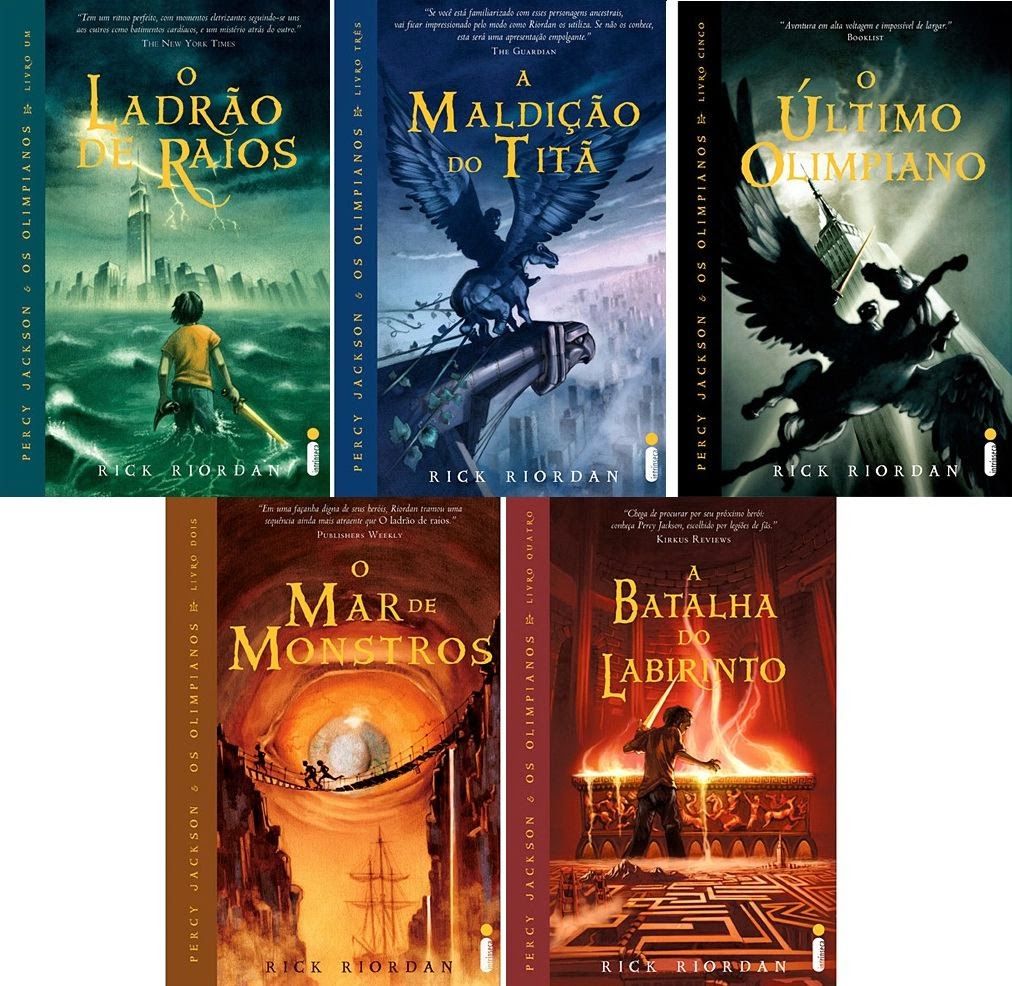 PERCY JACKSON & OS OLIMPIANOS LIVRO UM
"Tem um ritmo perfeito, com momentos eletrizantes seguindo-se uns
aos outros como batimentos cardíacos, e um mistério atrás do outro."
THE NEW YORK TIMES
O
LADRÃO
DE RAIOS
RICK RIORDAN
intrínseca
PERCY JACKSON & OS OLIMPIANOS LIVRO TRÊS
"Se você está familiarizado com esses personagens ancestrais,
vai ficar impressionado pelo modo como Riordan os utiliza. Se não os conhece,
esta será uma apresentação empolgante."
THE GUARDIAN
A
MALDIÇÃO
DO TITÃ
RICK RIORDAN
intrínseca
PERCY JACKSON & OS OLIMPIANOS LIVRO CINCO
"Aventura em alta voltagem e impossível de largar."
BOOKLIST
O
ÚLTIMO
OLIMPIANO
RICK RIORDAN
intrínseca
PERCY JACKSON & OS OLIMPIANOS LIVRO DOIS
"Em uma façanha digna de seus heróis, Riordan tramou uma
sequência ainda mais atraente que O ladrão de raios."
PUBLISHERS WEEKLY
O
MAR DE
MONSTROS
RICK RIORDAN
intrínseca
PERCY JACKSON & OS OLIMPIANOS LIVRO QUATRO
"Chega de procurar por seu próximo herói:
conheça Percy Jackson, escolhido por legiões de fãs."
KIRKUS REVIEWS
A
BATALHA
DO
LABIRINTO
RICK RIORDAN
intrínseca